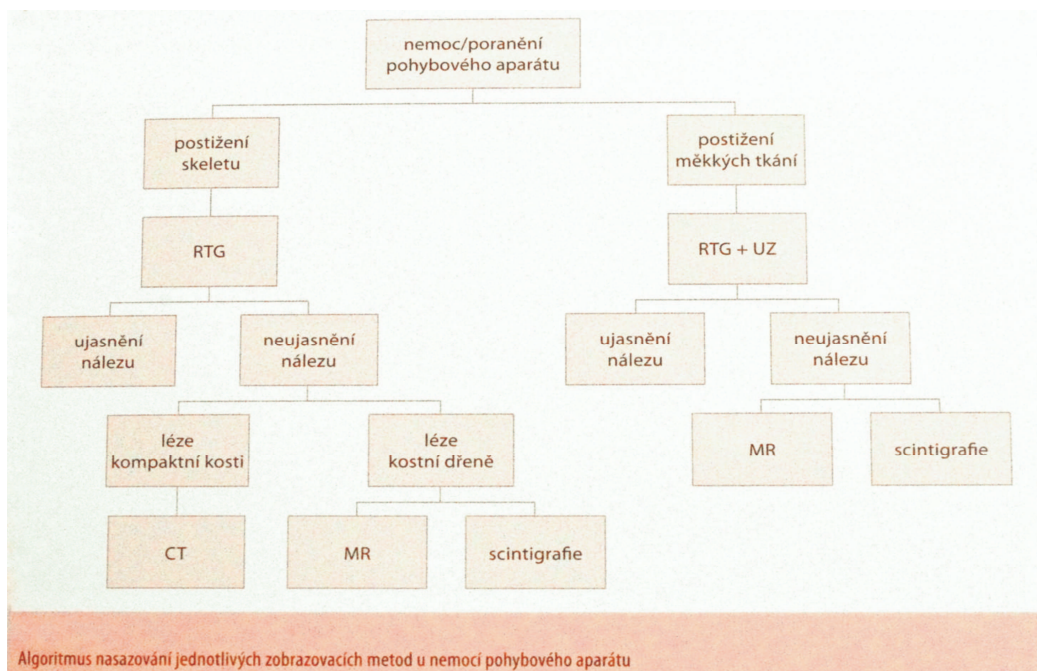 nemoc/poranění
pohybového aparátu
postižení
skeletu
postižení
měkkých tkání
RTG
RTG + UZ
ujasnění
nálezu
neujasnění
nálezu
ujasnění
nálezu
neujasnění
nálezu
léze
kompaktní kosti
léze
kostní dřeně
MR
scintigrafie
CT
MR
scintigrafie
Algoritmus nasazování jednotlivých zobrazovacích metod u nemocí pohybového aparátu